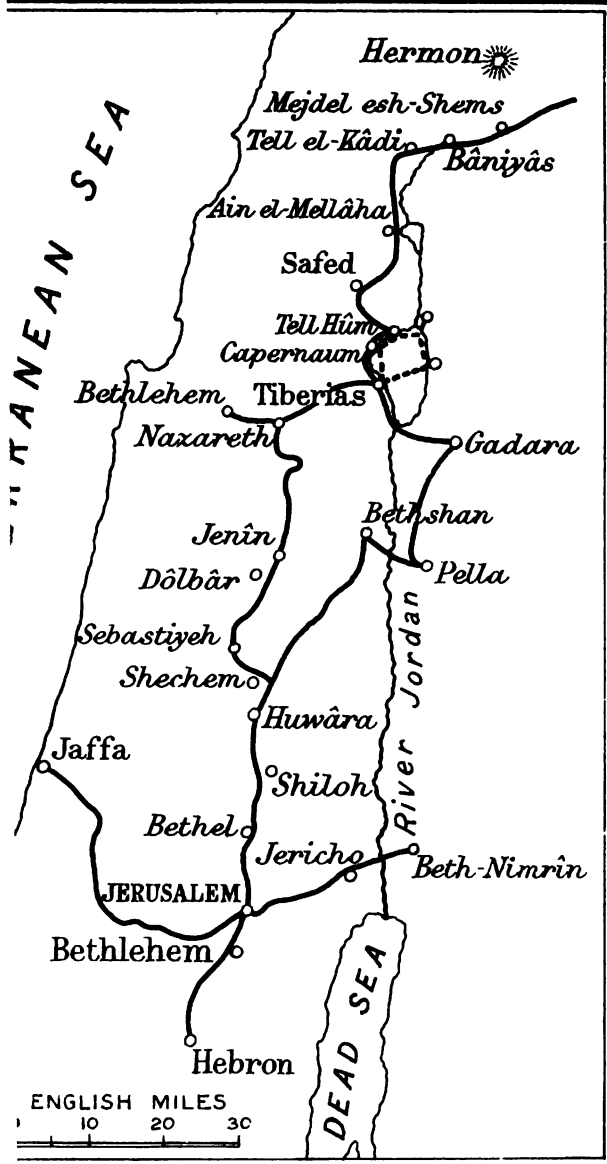 Hermon
Mejdel esh-Shems
Tell el-Kâdi
Bâniyâs
SEA
Ain el-Mellâha
Safed
Tell Hûm
Capernaum
Bethlehem
Tiberias
Nazareth
Gadara
RANEAN
Bethshan
Jenîn
Dôlbâr
Pella
Sebastiyeh
Shechem
Huwâra
River Jordan
Jaffa
Shiloh
Bethel
Jericho
Beth-Nimrîn
JERUSALEM
Bethlehem
DEAD SEA
Hebron
ENGLISH MILES
10 20 30